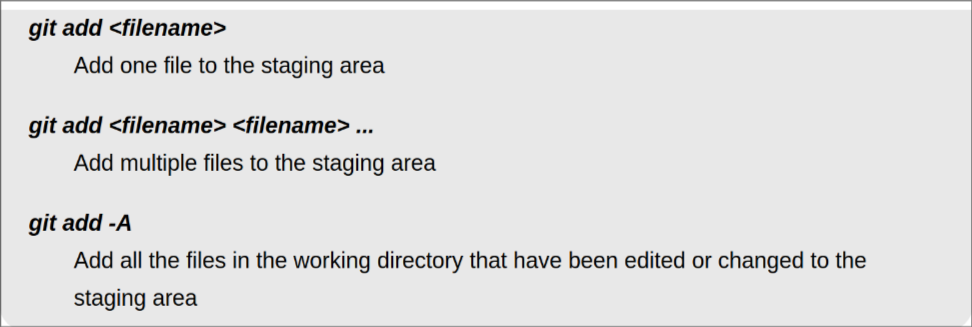 git add <filename>
Add one file to the staging area
git add <filename> <filename> ...
Add multiple files to the staging area
git add -A
Add all the files in the working directory that have been edited or changed to the
staging area